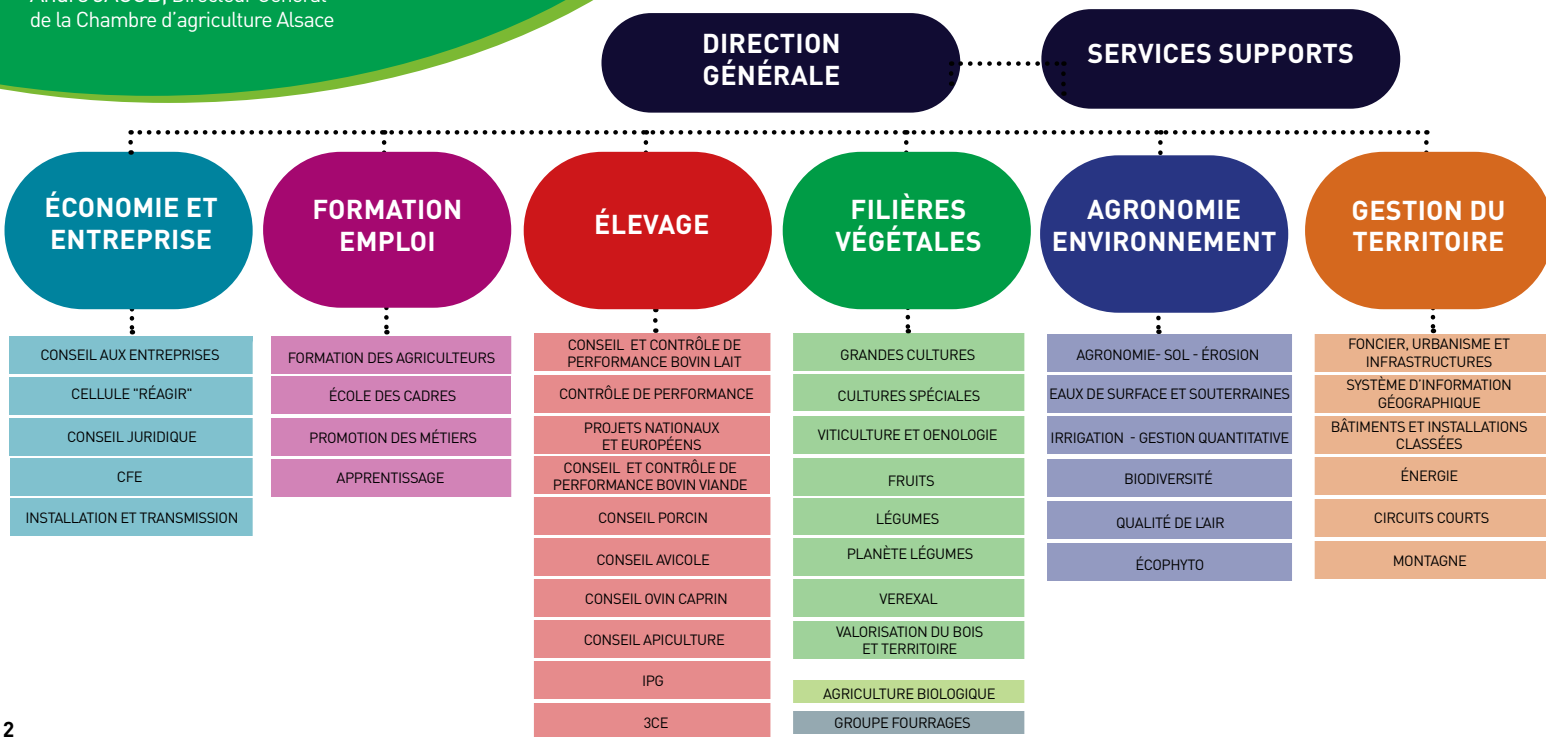 de la Chambre d'agriculture Alsace
DIRECTION
GÉNÉRALE
SERVICES SUPPORTS
ÉCONOMIE ET
ENTREPRISE
CONSEIL AUX ENTREPRISES
CELLULE "RÉAGIR"
CONSEIL JURIDIQUE
CFE
INSTALLATION ET TRANSMISSION
FORMATION
EMPLOI
FORMATION DES AGRICULTEURS
ÉCOLE DES CADRES
PROMOTION DES MÉTIERS
APPRENTISSAGE
ÉLEVAGE
CONSEIL ET CONTRÔLE DE
PERFORMANCE BOVIN LAIT
CONTRÔLE DE PERFORMANCE
PROJETS NATIONAUX
ET EUROPÉENS
CONSEIL ET CONTRÔLE DE
PERFORMANCE BOVIN VIANDE
CONSEIL PORCIN
CONSEIL AVICOLE
CONSEIL OVIN CAPRIN
CONSEIL APICULTURE
IPG
3CE
FILIÈRES
VÉGÉTALES
GRANDES CULTURES
CULTURES SPÉCIALES
VITICULTURE ET OENOLOGIE
FRUITS
LÉGUMES
PLANÈTE LÉGUMES
VEREXAL
VALORISATION DU BOIS
ET TERRITOIRE
AGRICULTURE BIOLOGIQUE
GROUPE FOURRAGES
AGRONOMIE
ENVIRONNEMENT
AGRONOMIE- SOL - ÉROSION
EAUX DE SURFACE ET SOUTERRAINES
IRRIGATION - GESTION QUANTITATIVE
BIODIVERSITÉ
QUALITÉ DE L'AIR
ÉCOPHYTO
GESTION DU
TERRITOIRE
FONCIER, URBANISME ET
INFRASTRUCTURES
SYSTÈME D'INFORMATION
GÉOGRAPHIQUE
BÂTIMENTS ET INSTALLATIONS
CLASSÉES
ÉNERGIE
CIRCUITS COURTS
MONTAGNE
2